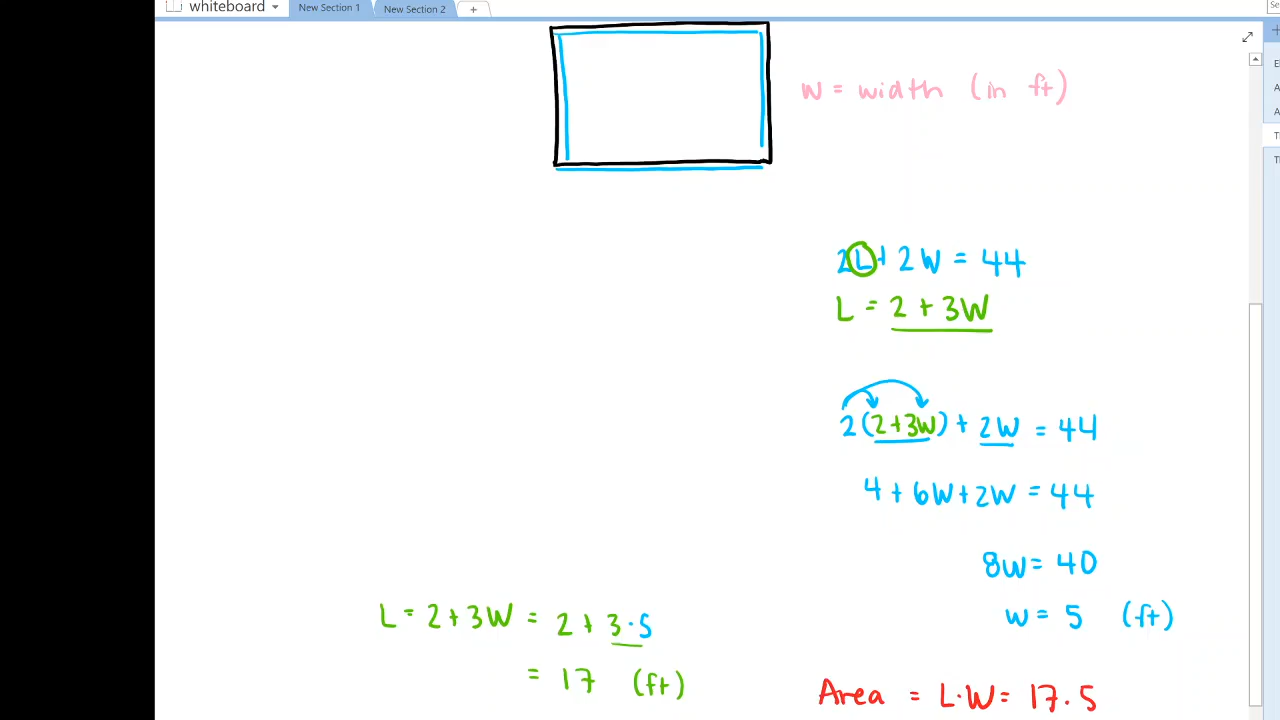 whiteboard
New Section 1
New Section 2
+
w = width (in ft)
2L + 2W = 44
L = 2 + 3W
2(2+3W) + 2W = 44
4 + 6W + 2W = 44
8W = 40
w = 5 (ft)
L = 2 + 3W = 2 + 3·5
= 17 (ft)
Area = L·W = 17.5